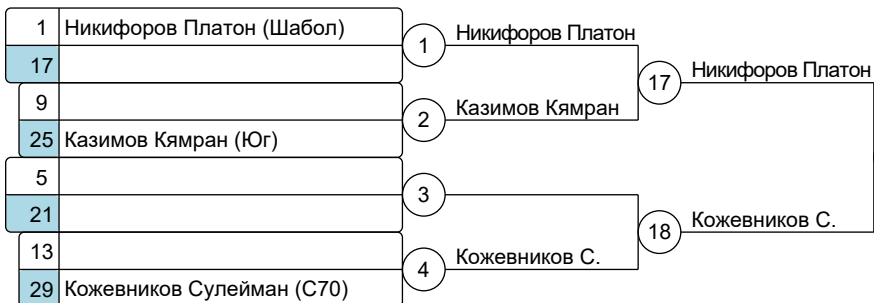 1 Никифоров Платон (Шабол)
17
9
25 Казимов Кямран (Юг)
5
21
13
29 Кожевников Сулейман (С70)
1 Никифоров Платон
2 Казимов Кямран
3
4 Кожевников С.
17 Никифоров Платон
18 Кожевников С.